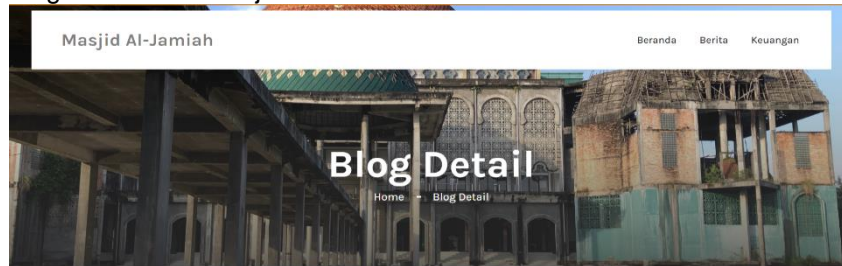 Masjid Al-Jamiah
Beranda Berita Keuangan
Blog Detail
Home - Blog Detail